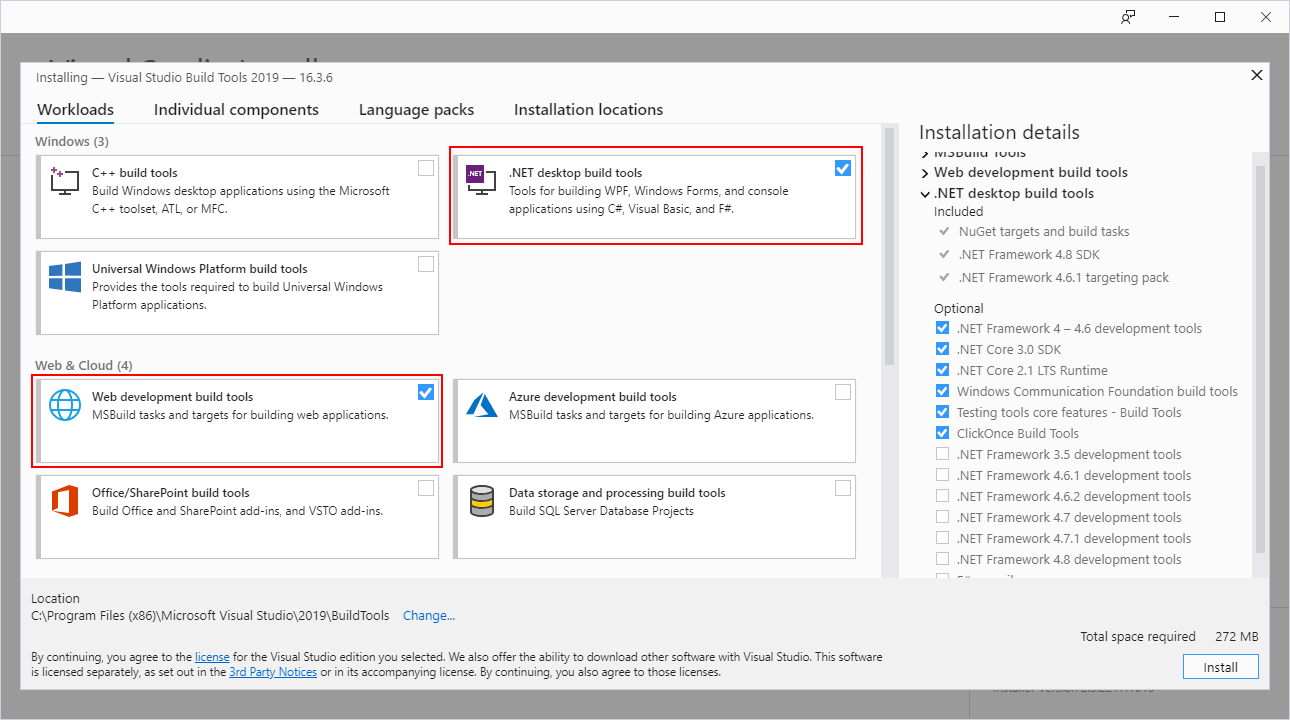 Installing — Visual Studio Build Tools 2019 — 16.3.6
Workloads
Individual components
Language packs
Installation locations
Windows (3)
C++ build tools
Build Windows desktop applications using the Microsoft
C++ toolset, ATL, or MFC.
.NET
.NET desktop build tools
Tools for building WPF, Windows Forms, and console
applications using C#, Visual Basic, and F#.
Universal Windows Platform build tools
Provides the tools required to build Universal Windows
Platform applications.
Web & Cloud (4)
Web development build tools
MSBuild tasks and targets for building web applications.
Azure development build tools
MSBuild tasks and targets for building Azure applications.
Office/SharePoint build tools
Build Office and SharePoint add-ins, and VSTO add-ins.
Data storage and processing build tools
Build SQL Server Database Projects
Installation details
MSBuild Tools
Web development build tools
.NET desktop build tools
Included
NuGet targets and build tasks
.NET Framework 4.8 SDK
.NET Framework 4.6.1 targeting pack
Optional
.NET Framework 4 – 4.6 development tools
.NET Core 3.0 SDK
.NET Core 2.1 LTS Runtime
Windows Communication Foundation build tools
Testing tools core features - Build Tools
ClickOnce Build Tools
.NET Framework 3.5 development tools
.NET Framework 4.6.1 development tools
.NET Framework 4.6.2 development tools
.NET Framework 4.7 development tools
.NET Framework 4.7.1 development tools
.NET Framework 4.8 development tools
Location
C:\Program Files (x86)\Microsoft Visual Studio\2019\BuildTools
Change...
Total space required 272 MB
By continuing, you agree to the license for the Visual Studio edition you selected. We also offer the ability to download other software with Visual Studio. This software
is licensed separately, as set out in the 3rd Party Notices or in its accompanying license. By continuing, you also agree to those licenses.
Install